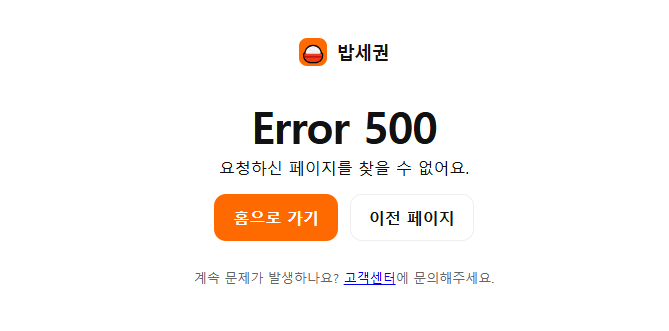 밥세권
Error 500
요청하신 페이지를 찾을 수 없어요.
홈으로 가기
이전 페이지
계속 문제가 발생하나요? 고객센터에 문의해주세요.